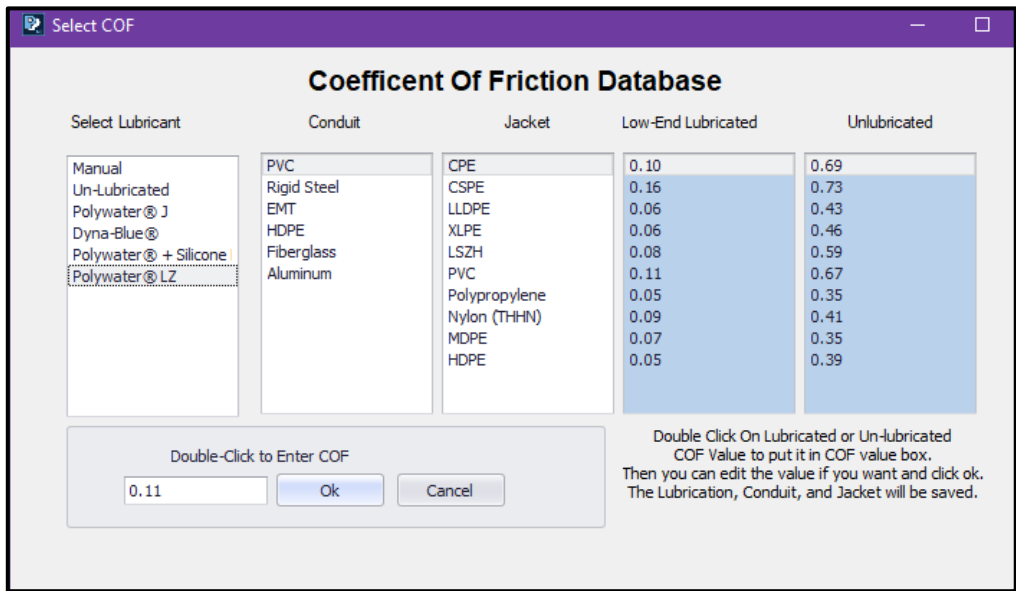 Select COF
Coefficent Of Friction Database
Select Lubricant
Conduit
Jacket
Low-End Lubricated
Unlubricated
Manual
Un-Lubricated
Polywater® J
Dyna-Blue®
Polywater® + Silicone
Polywater® LZ
PVC
Rigid Steel
EMT
HDPE
Fiberglass
Aluminum
CPE
CSPE
LLDPE
XLPE
LSZH
PVC
Polypropylene
Nylon (THHN)
MDPE
HDPE
0.10
0.16
0.06
0.06
0.08
0.11
0.05
0.09
0.07
0.05
0.69
0.73
0.43
0.46
0.59
0.67
0.35
0.41
0.35
0.39
Double-Click to Enter COF
0.11
Ok
Cancel
Double Click On Lubricated or Un-lubricated
COF Value to put it in COF value box.
Then you can edit the value if you want and click ok.
The Lubrication, Conduit, and Jacket will be saved.